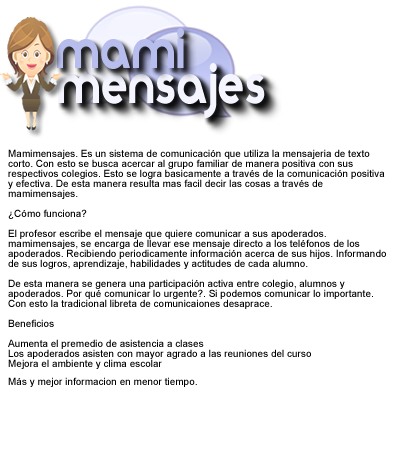 mami
mensajes
Mamimensajes. Es un sistema de comunicación que utiliza la mensajeria de texto
corto. Con esto se busca acercar al grupo familiar de manera positiva con sus
respectivos colegios. Esto se logra basicamente a través de la comunicación positiva
y efectiva. De esta manera resulta mas facil decir las cosas a través de
mamimensajes.
¿Cómo funciona?
El profesor escribe el mensaje que quiere comunicar a sus apoderados.
mamimensajes, se encarga de llevar ese mensaje directo a los teléfonos de los
apoderados. Recibiendo periodicamente información acerca de sus hijos. Informando
de sus logros, aprendizaje, habilidades y actitudes de cada alumno.
De esta manera se genera una participación activa entre colegio, alumnos y
apoderados. Por qué comunicar lo urgente?. Si podemos comunicar lo importante.
Con esto la tradicional libreta de comunicaiones desaprace.
Beneficios
Aumenta el premedio de asistencia a clases
Los apoderados asisten con mayor agrado a las reuniones del curso
Mejora el ambiente y clima escolar
Más y mejor informacion en menor tiempo.